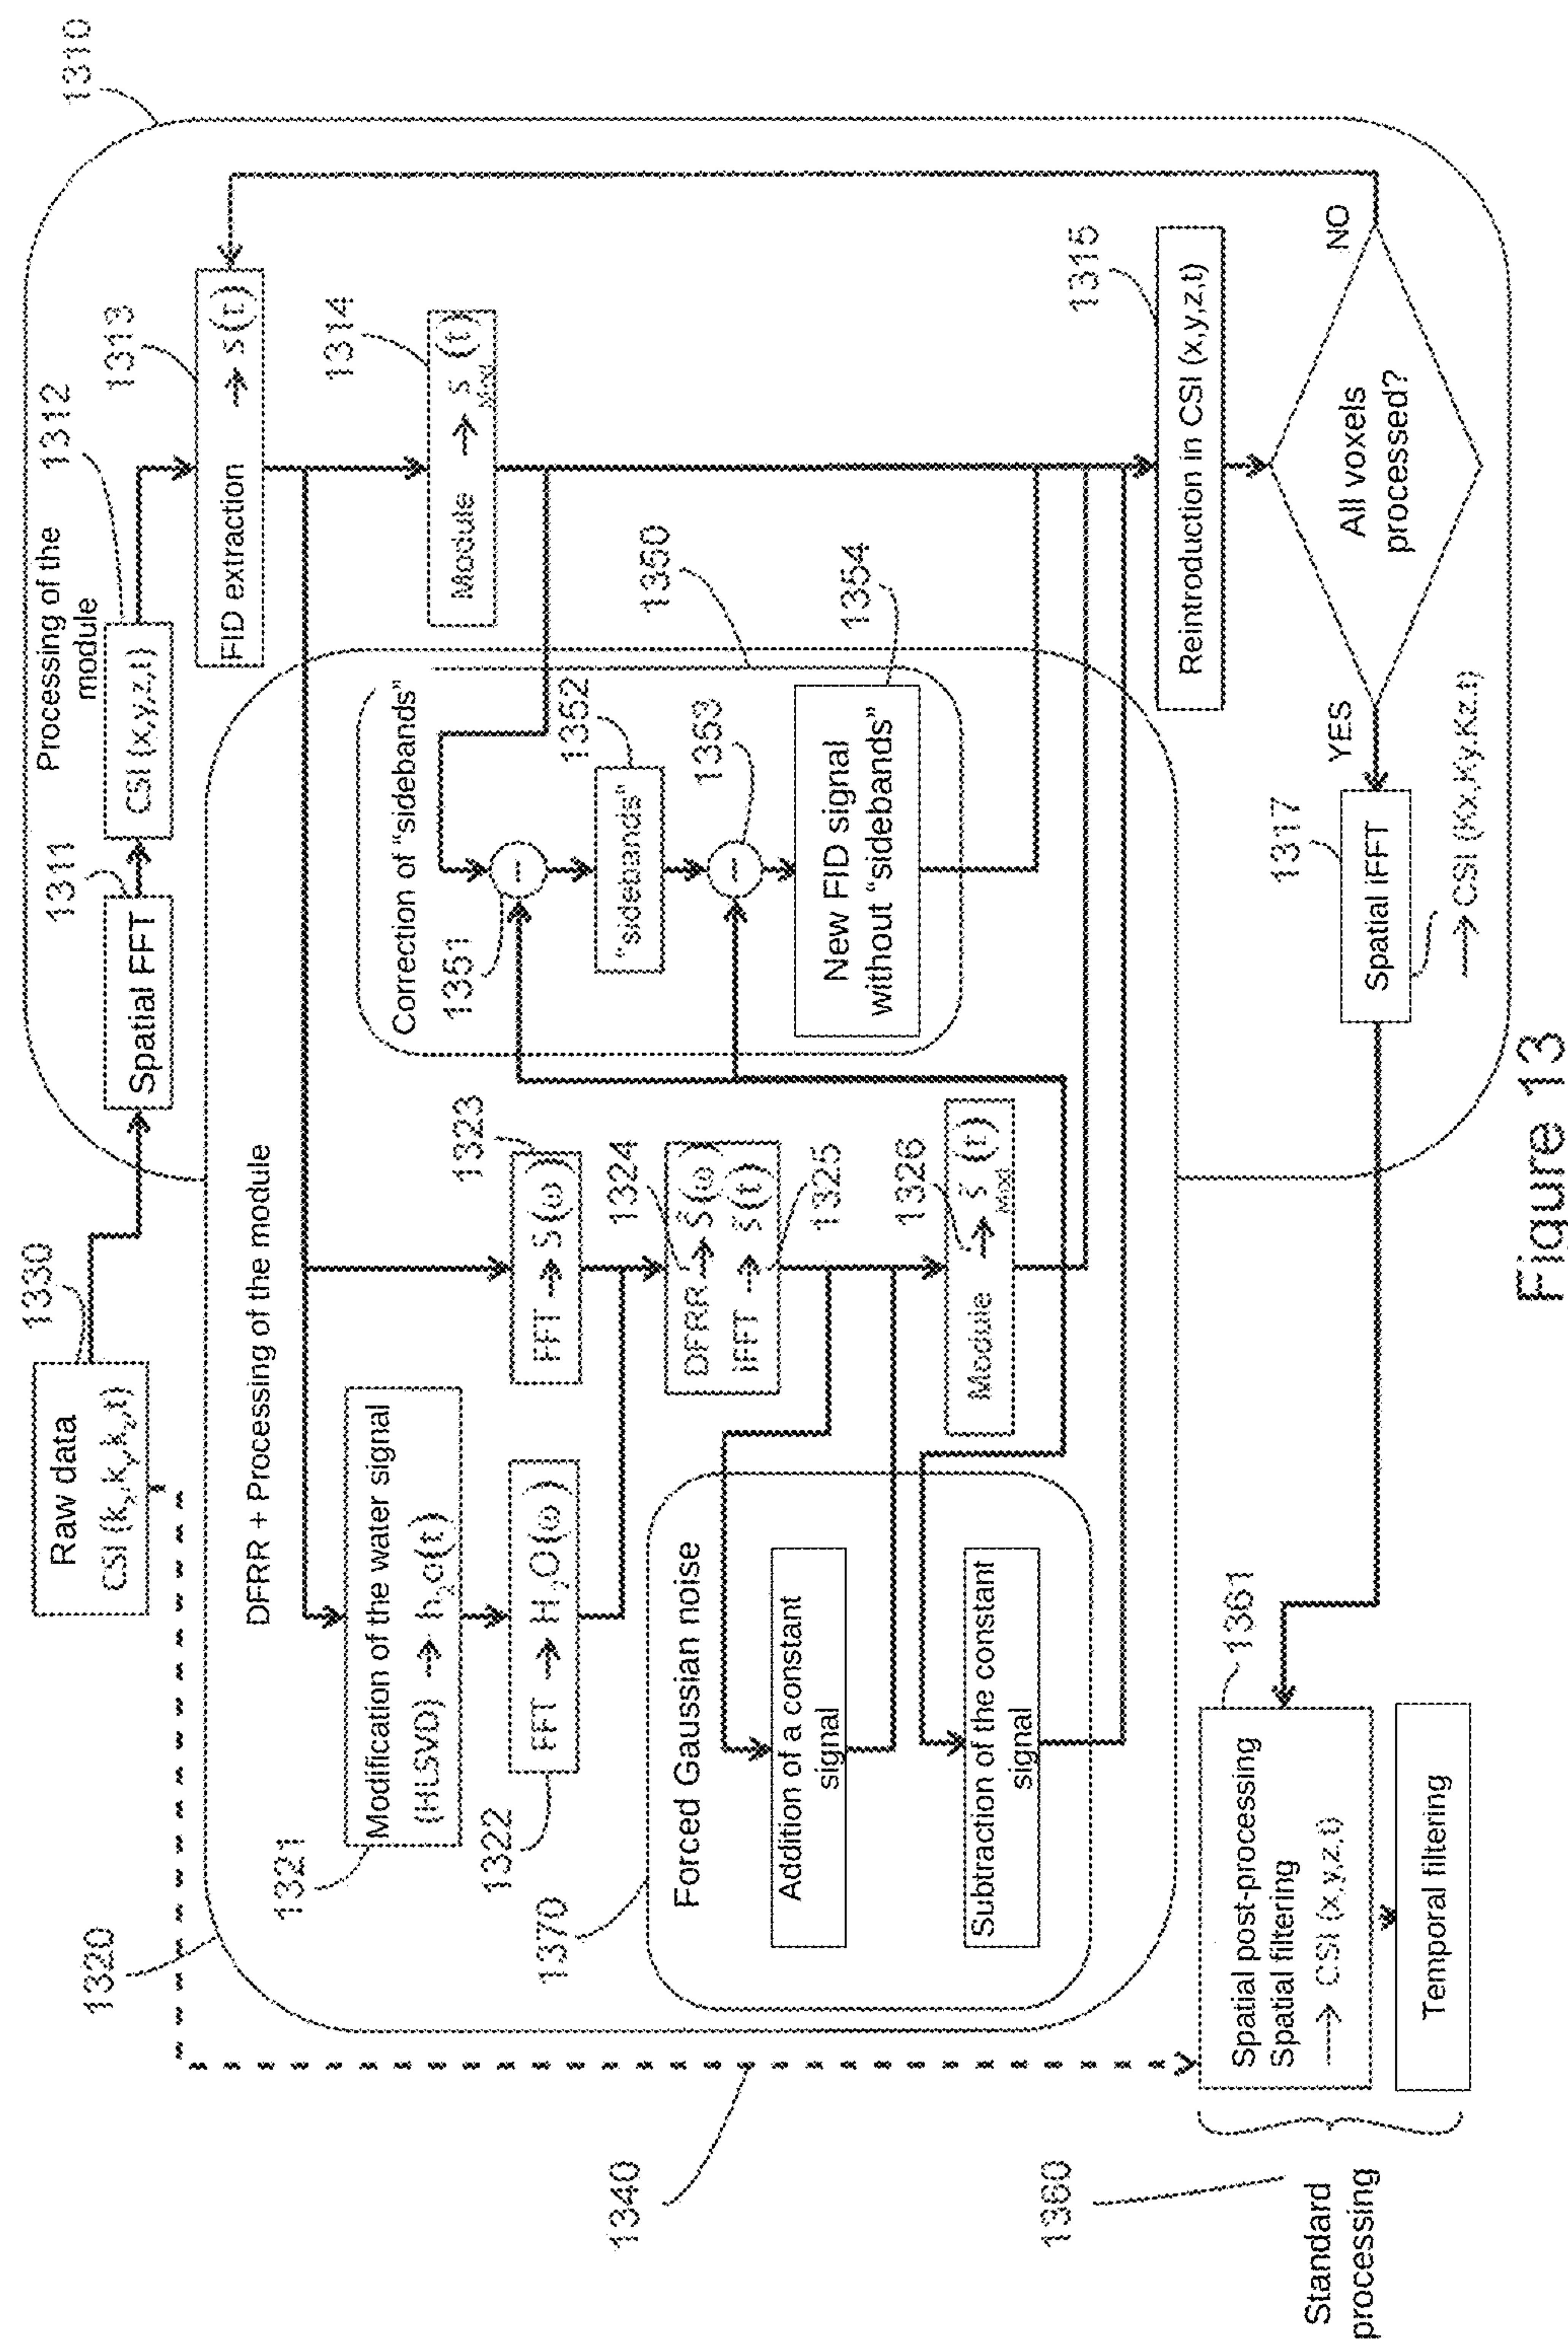 1330
Raw data
CSI (kx,ky,kz,t)
1311
Spatial FFT
1312
CSI (x,y,z,t)
Processing of the
module
1310
1313
FID extraction → s(t)
1314
Module → s Mod (t)
1320
DFRR + Processing of the module
1321
Modification of the water signal
(HLSVD) → h₂o(t)
1322
FFT → H₂O(ω)
1323
FFT → S(ω)
1324
DFRR → S̃(ω)
iFFT → s̃(t)
1325
1326
Module → s̃ Mod (t)
1370
Forced Gaussian noise
Addition of a constant
signal
Subtraction of the constant
signal
1350
Correction of “sidebands”
1351
−
1352
“sidebands”
1353
−
1354
New FID signal
without “sidebands”
1315
Reintroduction in CSI (x,y,z,t)
All voxels
processed?
NO
YES
1317
Spatial iFFT
→ CSI (Kx,Ky,Kz,t)
1340
1360
Standard
processing
1361
Spatial post-processing
Spatial filtering
→ CSI (x,y,z,t)
Temporal filtering
Figure 13